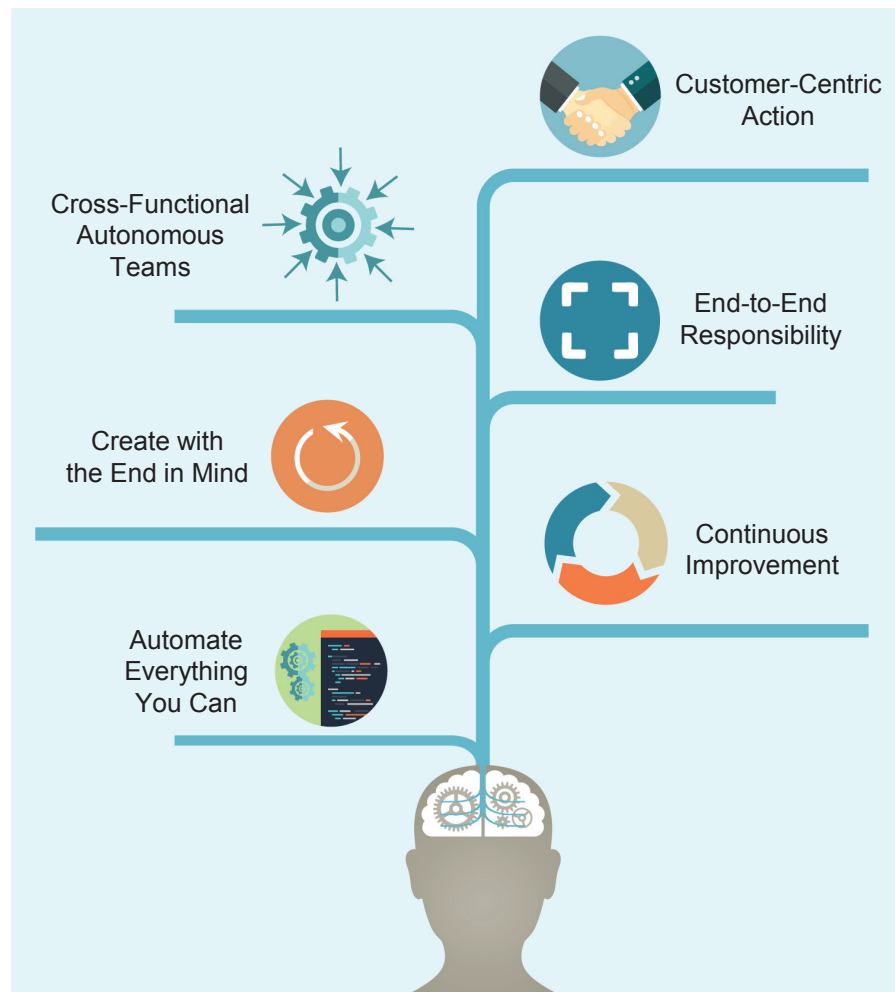 Customer-Centric
Action
Cross-Functional
Autonomous
Teams
End-to-End
Responsibility
Create with
the End in Mind
Continuous
Improvement
Automate
Everything
You Can